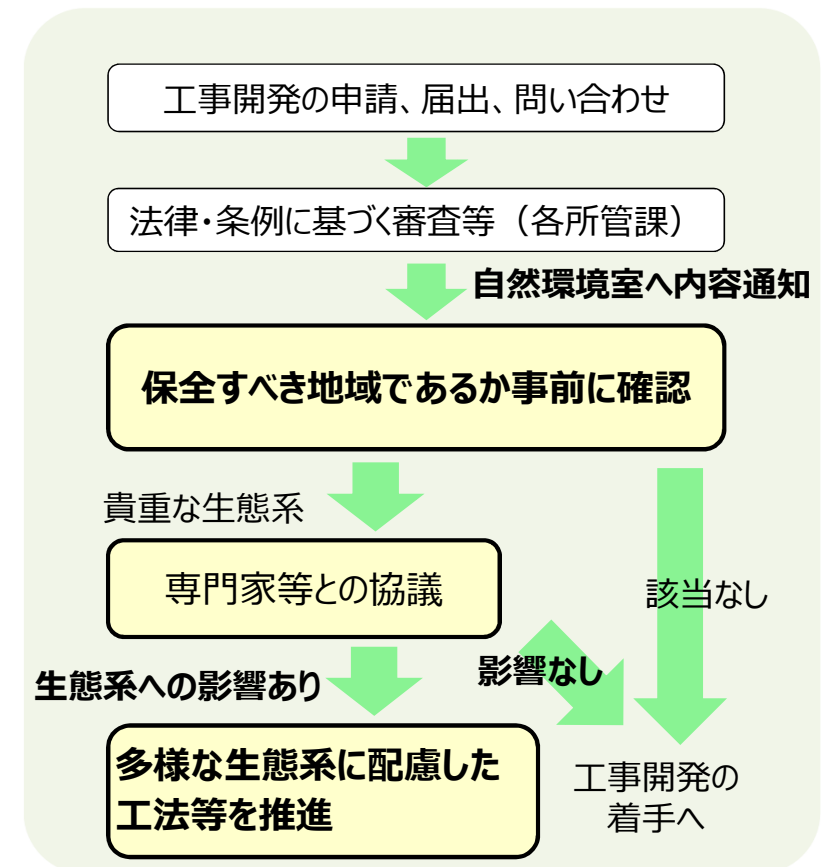 工事開発の申請、届出、問い合わせ
法律・条例に基づく審査等（各所管課）
自然環境室へ内容通知
保全すべき地域であるか事前に確認
貴重な生態系
専門家等との協議
該当なし
生態系への影響あり
影響なし
多様な生態系に配慮した
工法等を推進
工事開発の
着手へ